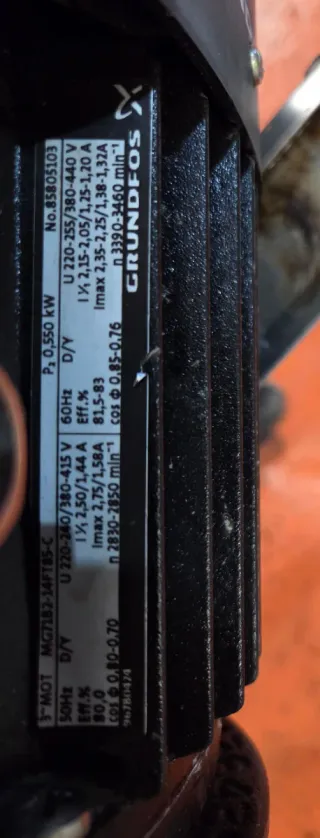 GRUNDFOS
3~MOT MG71B2-14FT85-C P₂ 0,550 kW No.85805103
50Hz D/Y U 220-240/380-415 V 60Hz D/Y U 220-255/380-440 V
Eff.% I ¹/₁ 2,50/1,44 A Eff.% I ¹/₁ 2,15-2,05/1,25-1,20 A
80,0 Imax 2,75/1,58A 81,5-83 Imax 2,35-2,25/1,38-1,32A
cos φ 0,80-0,70 n 2830-2850 min⁻¹ cos φ 0,85-0,76 n 3390-3460 min⁻¹